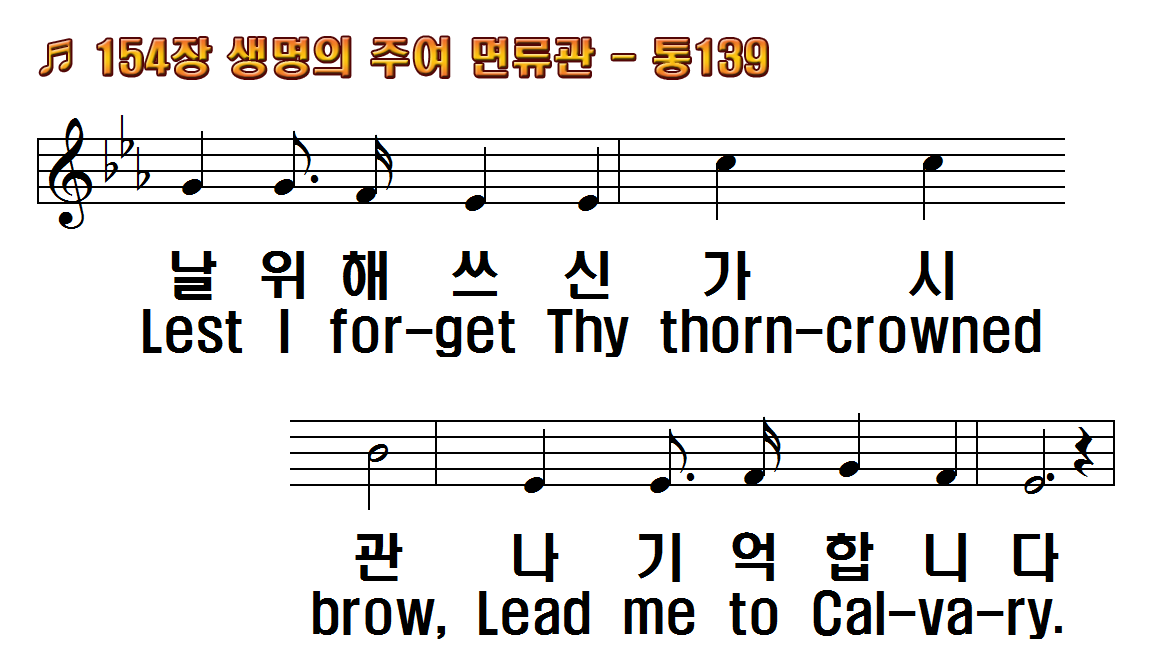 154장 생명의 주여 면류관 - 통139
날 위 해 쓰 신 가 시
Lest I for-get Thy thorn-crowned
관 나 기 억 합 니 다
brow, Lead me to Cal-va-ry.